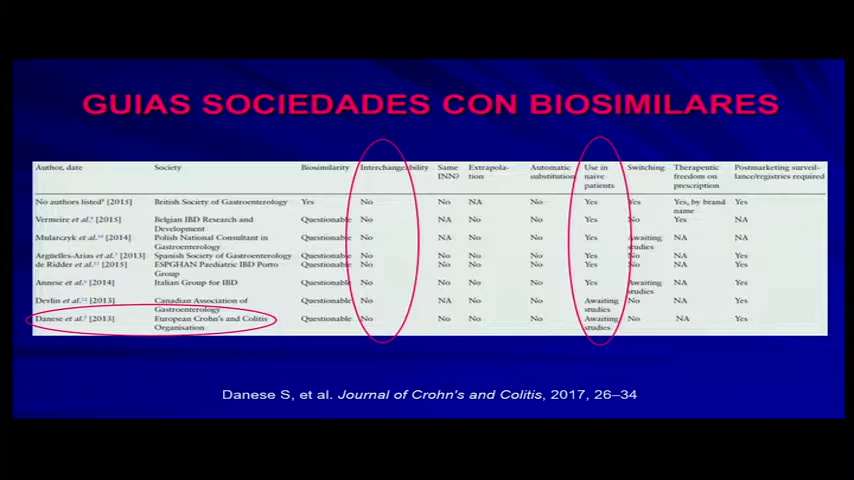 GUIAS SOCIEDADES CON BIOSIMILARES
Author, date Society Biosimilarity Interchangeability Same [NN] Extrapola-tion Automatic substitution Use in naive patients Switching Therapeutic freedom on prescription Postmarketing surveil-lance/registries required
No authors listed [2015] British Society of Gastroenterology Yes No No NA No Yes Yes Yes, by brand name Yes
Vermeire et al. [2015] Belgian IBD Research and Development Questionable No NA No No Yes No Yes NA
Mularczyk et al. [2014] Polish National Consultant in Gastroenterology Questionable No No No No Yes Awaiting studies NA NA
Argüelles-Arias et al. [2013] Spanish Society of Gastroenterology Questionable No No No No Yes No NA Yes
de Ridder et al. [2015] ESPGHAN Paediatric IBD Porto Group Questionable No No No No Yes No NA Yes
Annese et al. [2014] Italian Group for IBD Questionable No No No No Yes Awaiting studies NA Yes
Devlin et al. [2013] Canadian Association of Gastroenterology Questionable No NA No No Awaiting studies No NA Yes
Danese et al. [2013] European Crohn's and Colitis Organisation Questionable No No No No Awaiting studies No NA Yes
Danese S, et al. Journal of Crohn's and Colitis, 2017, 26–34